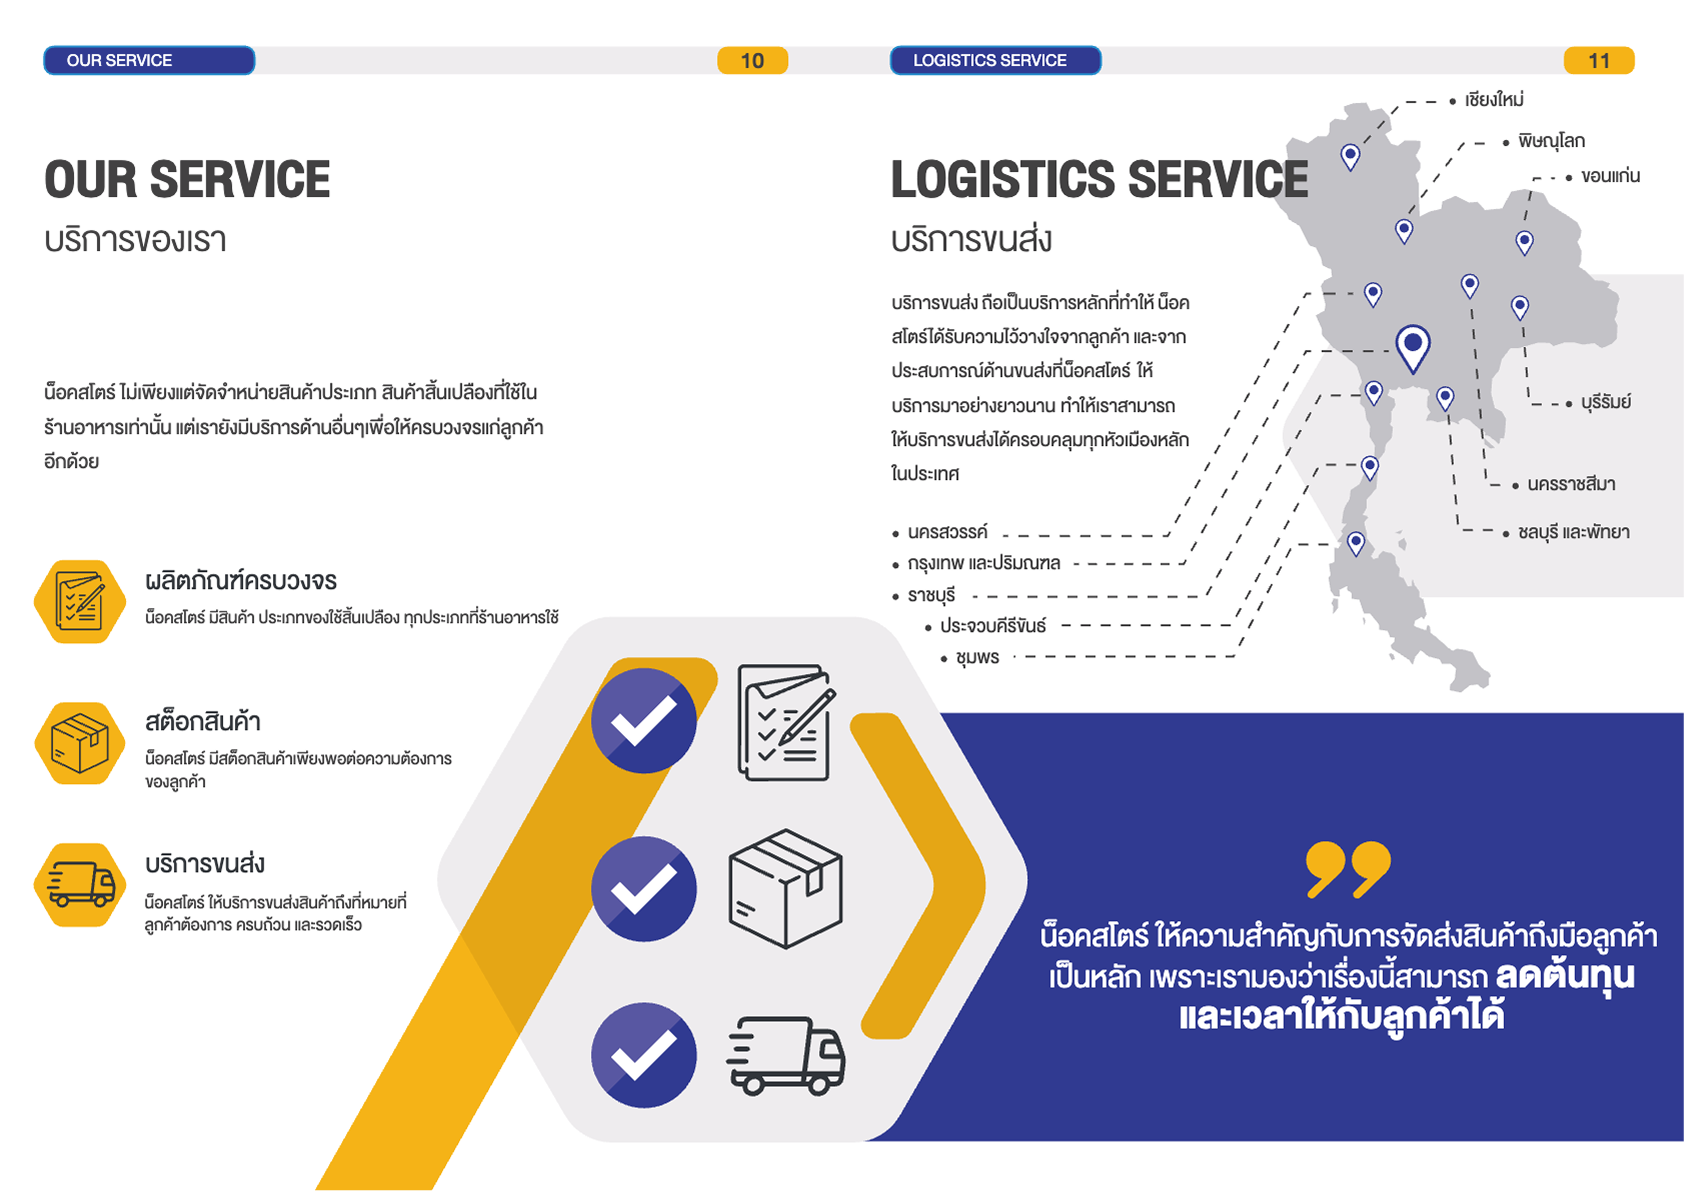 OUR SERVICE
10
OUR SERVICE
บริการของเรา
น็อคสโตร์ ไม่เพียงแต่จัดจำหน่ายสินค้าประเภท สินค้าสิ้นเปลืองที่ใช้ใน
ร้านอาหารเท่านั้น แต่เรายังมีบริการด้านอื่นๆเพื่อให้ครบวงจรแก่ลูกค้า
อีกด้วย
ผลิตภัณฑ์ครบวงจร
น็อคสโตร์ มีสินค้า ประเภทของใช้สิ้นเปลือง ทุกประเภทที่ร้านอาหารใช้
สต็อกสินค้า
น็อคสโตร์ มีสต็อกสินค้าเพียงพอต่อความต้องการ
ของลูกค้า
บริการขนส่ง
น็อคสโตร์ ให้บริการขนส่งสินค้าถึงที่หมายที่
ลูกค้าต้องการ ครบถ้วน และรวดเร็ว
LOGISTICS SERVICE
11
LOGISTICS SERVICE
บริการขนส่ง
บริการขนส่ง ถือเป็นบริการหลักที่ทำให้ น็อค
สโตร์ได้รับความไว้วางใจจากลูกค้า และจาก
ประสบการณ์ด้านขนส่งที่น็อคสโตร์ ให้
บริการมาอย่างยาวนาน ทำให้เราสามารถ
ให้บริการขนส่งได้ครอบคลุมทุกหัวเมืองหลัก
ในประเทศ
• นครสวรรค์
• กรุงเทพ และปริมณฑล
• ราชบุรี
• ประจวบคีรีขันธ์
• ชุมพร
• เชียงใหม่
• พิษณุโลก
• ขอนแก่น
• บุรีรัมย์
• นครราชสีมา
• ชลบุรี และพัทยา
น็อคสโตร์ ให้ความสำคัญกับการจัดส่งสินค้าถึงมือลูกค้า
เป็นหลัก เพราะเรามองว่าเรื่องนี้สามารถ ลดต้นทุน
และเวลาให้กับลูกค้าได้